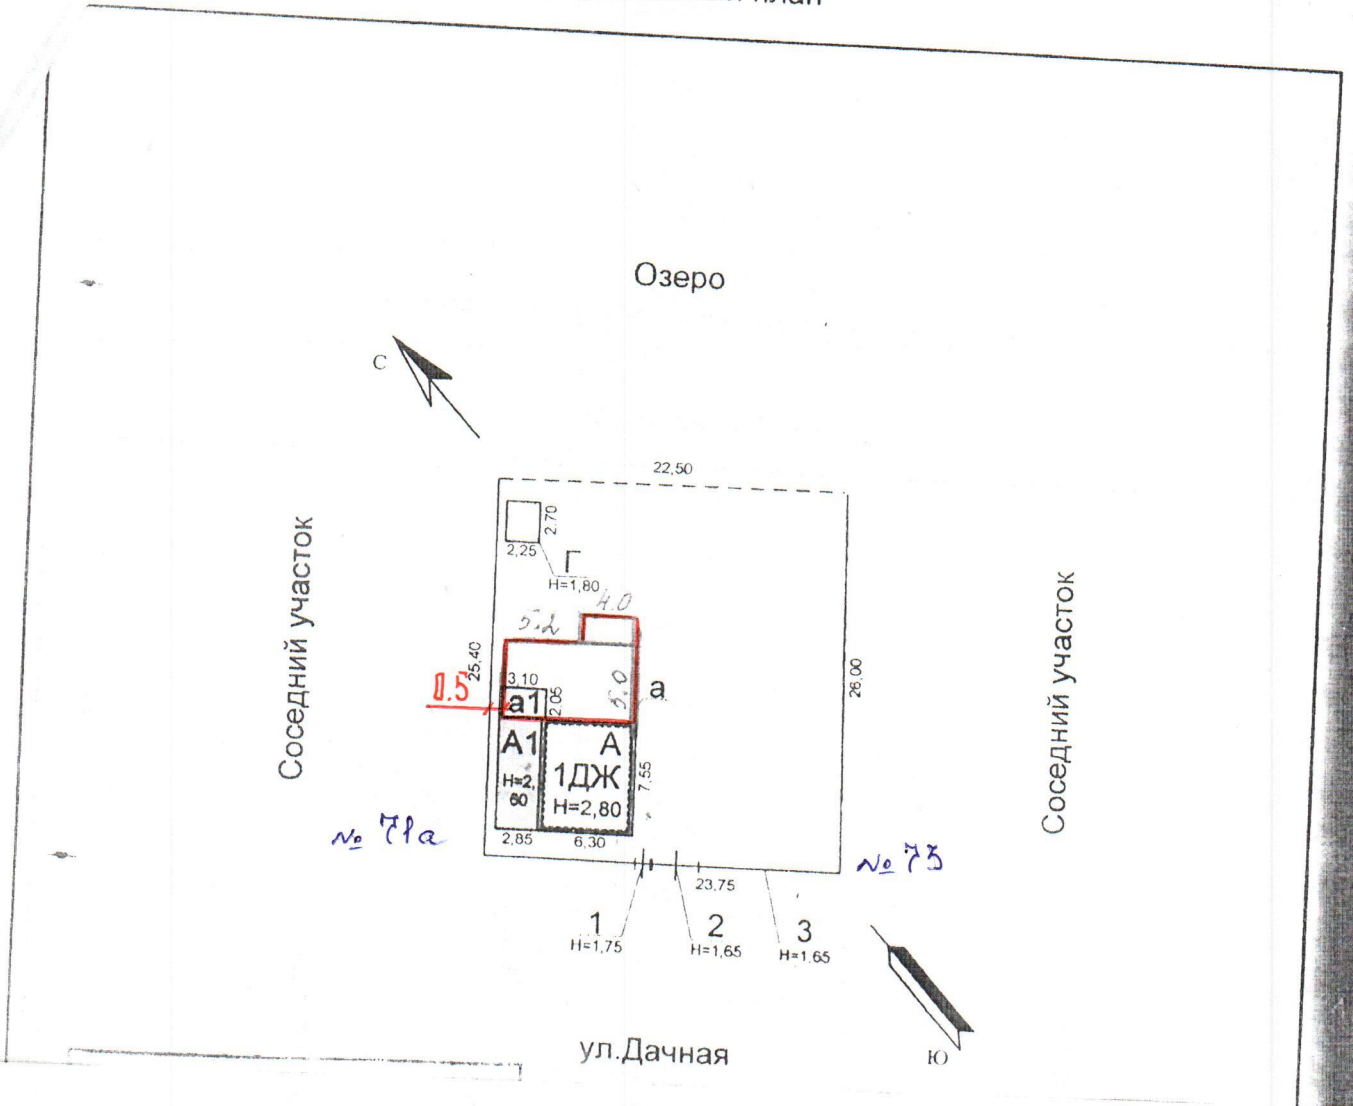 план
Озеро
С
22,50
2.70
2,25
Г
Н=1,80
4.0
5.2
25,40
Соседний участок
26,00
Соседний участок
0.5
3,10
2.05
5.0
а
а1
А1
Н=2,
60
А
1ДЖ
Н=2,80
7,55
2,85
6,30
№ 71а
№ 73
23,75
1
Н=1,75
2
Н=1,65
3
Н=1,65
ул.Дачная
Ю